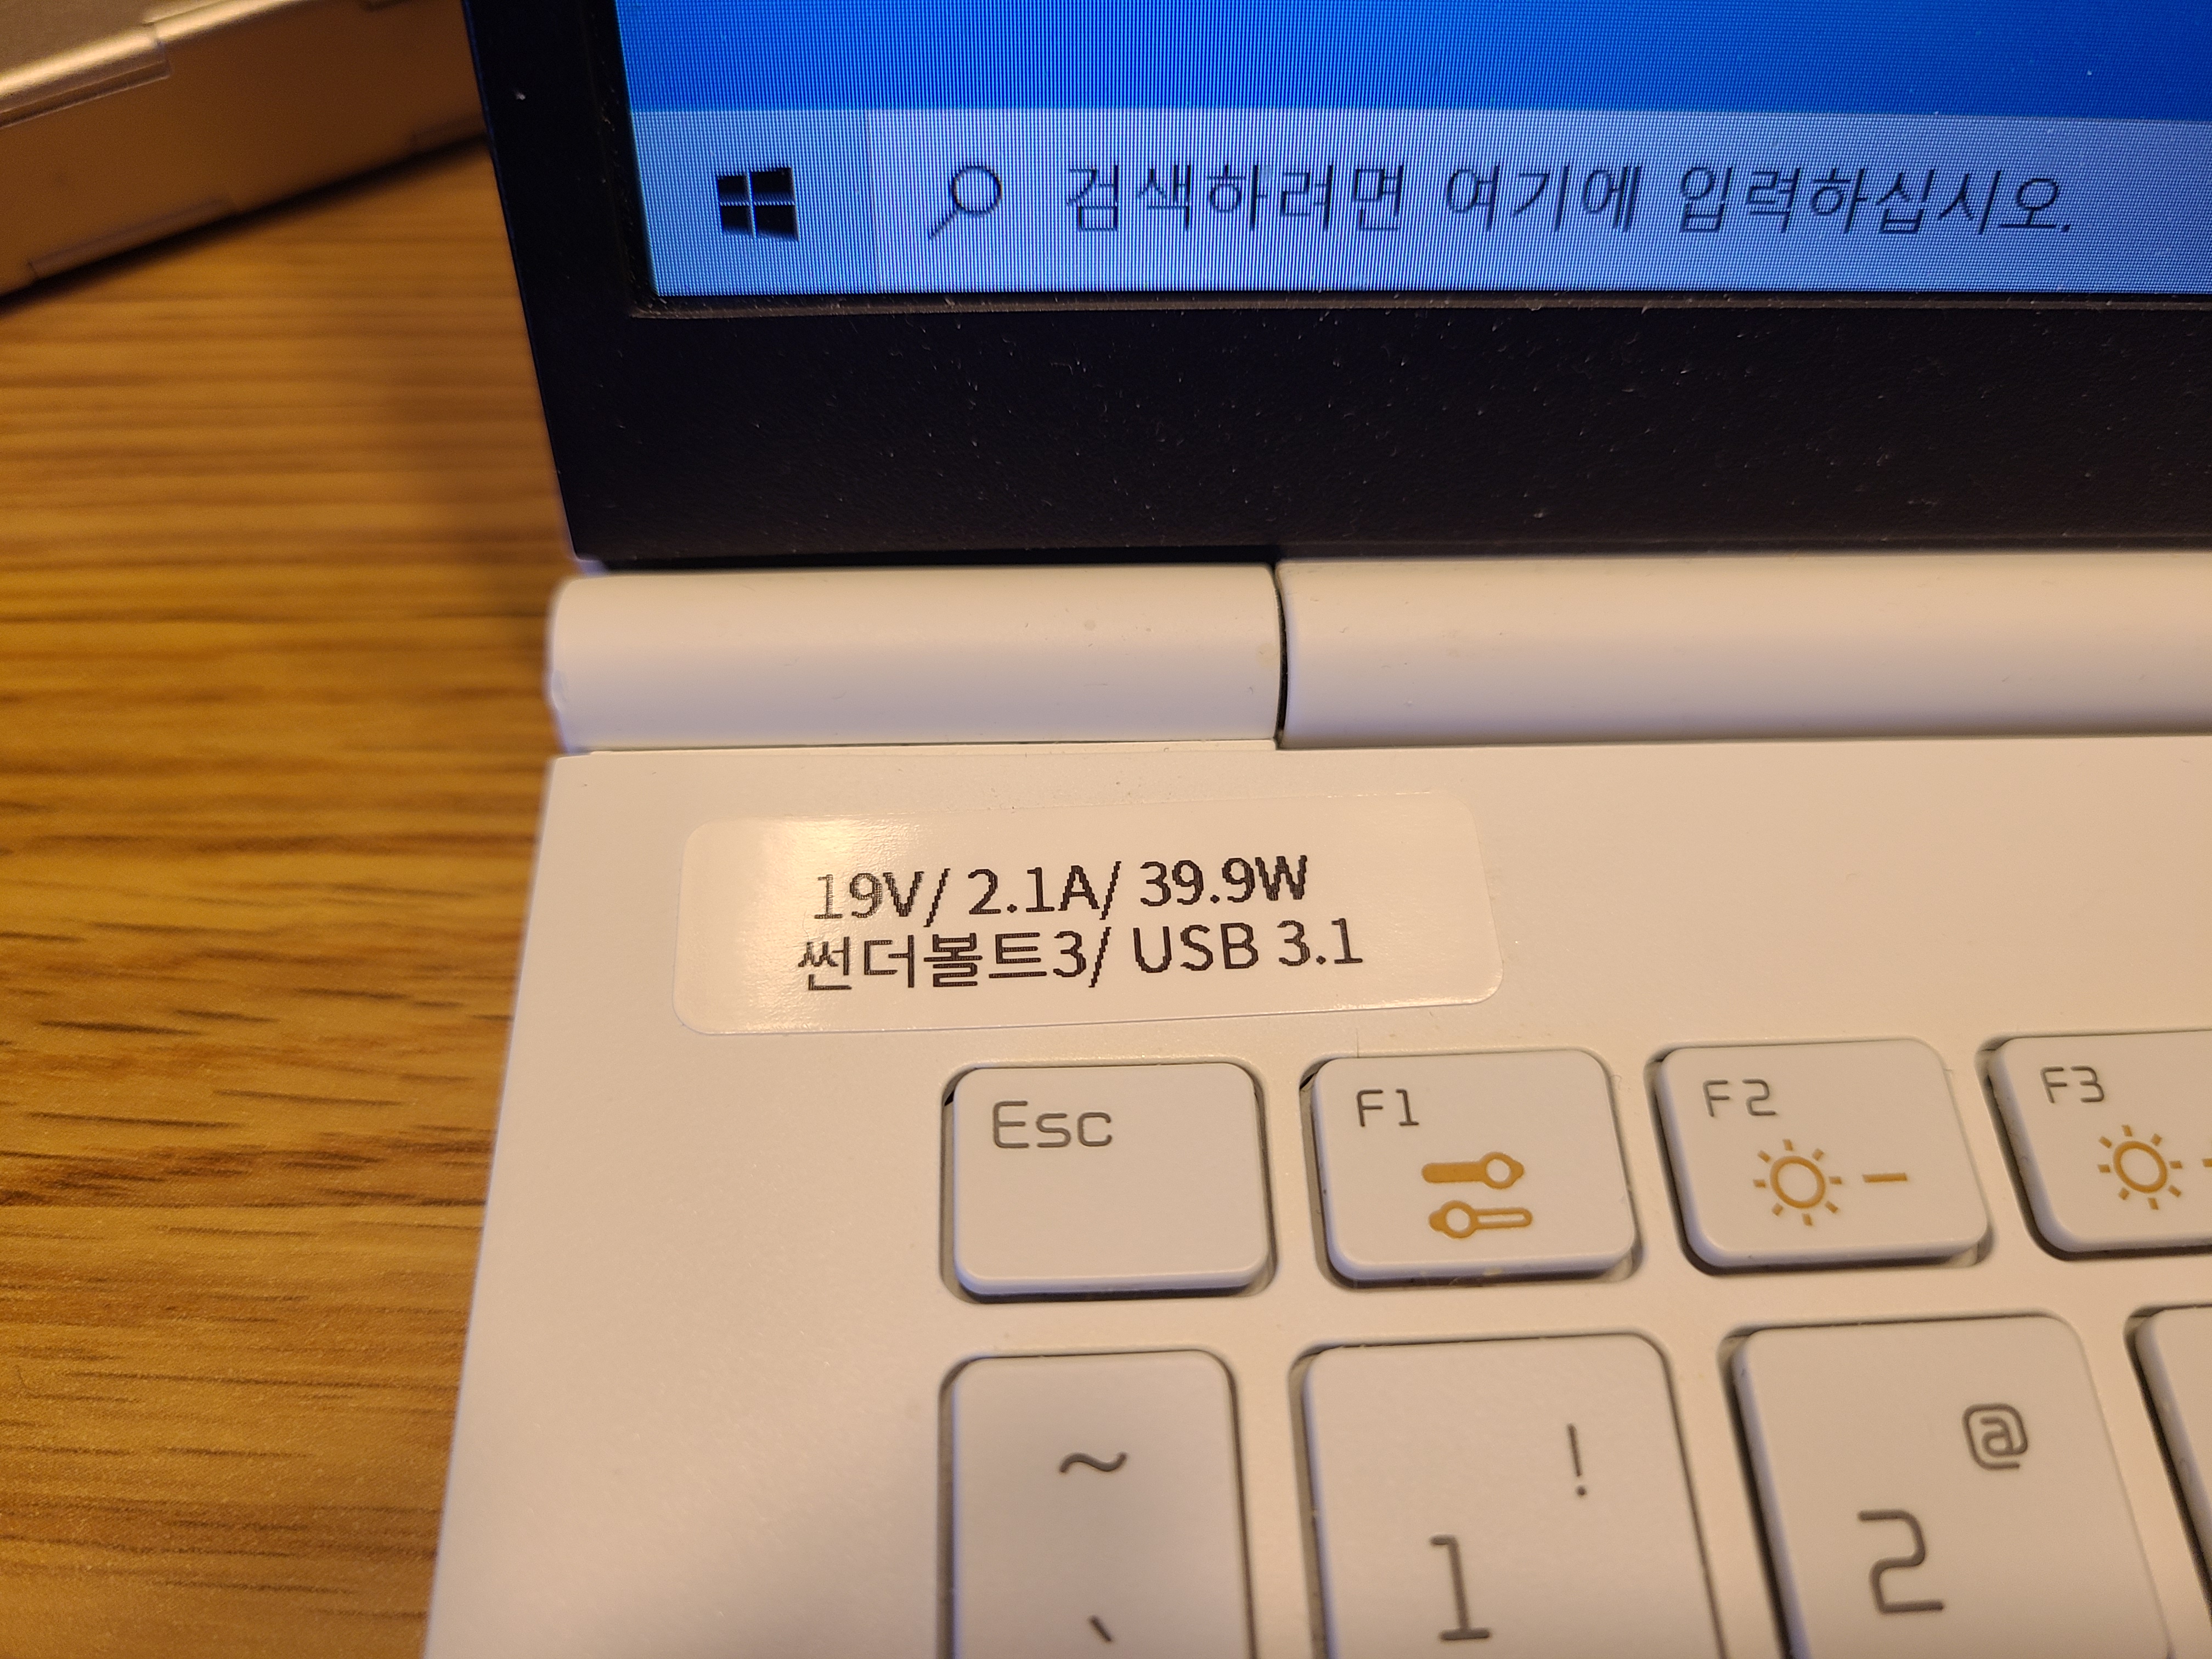 검색하려면 여기에 입력하십시오.
19V/ 2.1A/ 39.9W
썬더볼트3/ USB 3.1
Esc
F1
F2
F3
~
`
!
1
@
2